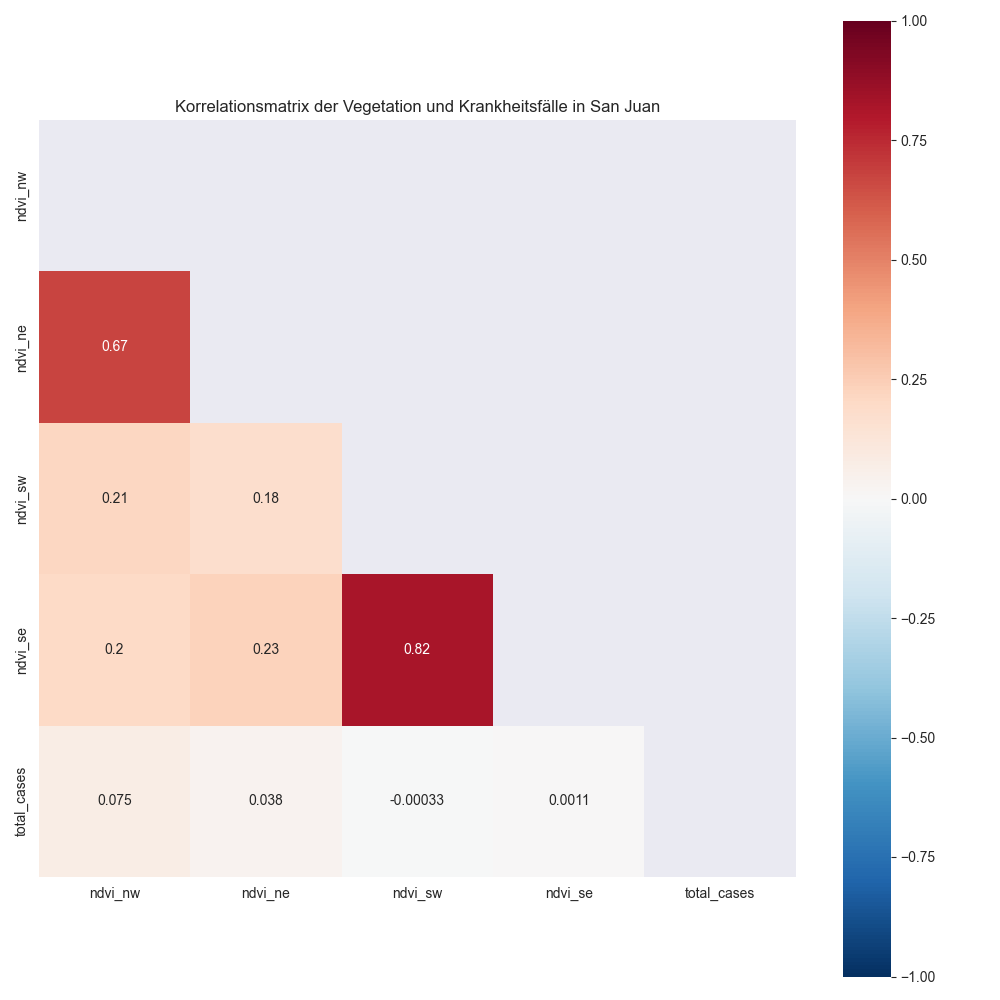 Korrelationsmatrix der Vegetation und Krankheitsfälle in San Juan
ndvi_nw
ndvi_ne
0.67
ndvi_sw
0.21 0.18
ndvi_se
0.2 0.23 0.82
total_cases
0.075 0.038 -0.00033 0.0011
ndvi_nw ndvi_ne ndvi_sw ndvi_se total_cases
1.00
0.75
0.50
0.25
0.00
−0.25
−0.50
−0.75
−1.00